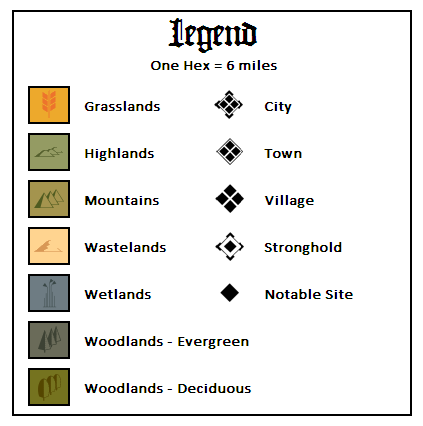 Legend
One Hex = 6 miles
Grasslands
City
Highlands
Town
Mountains
Village
Wastelands
Stronghold
Wetlands
Notable Site
Woodlands - Evergreen
Woodlands - Deciduous